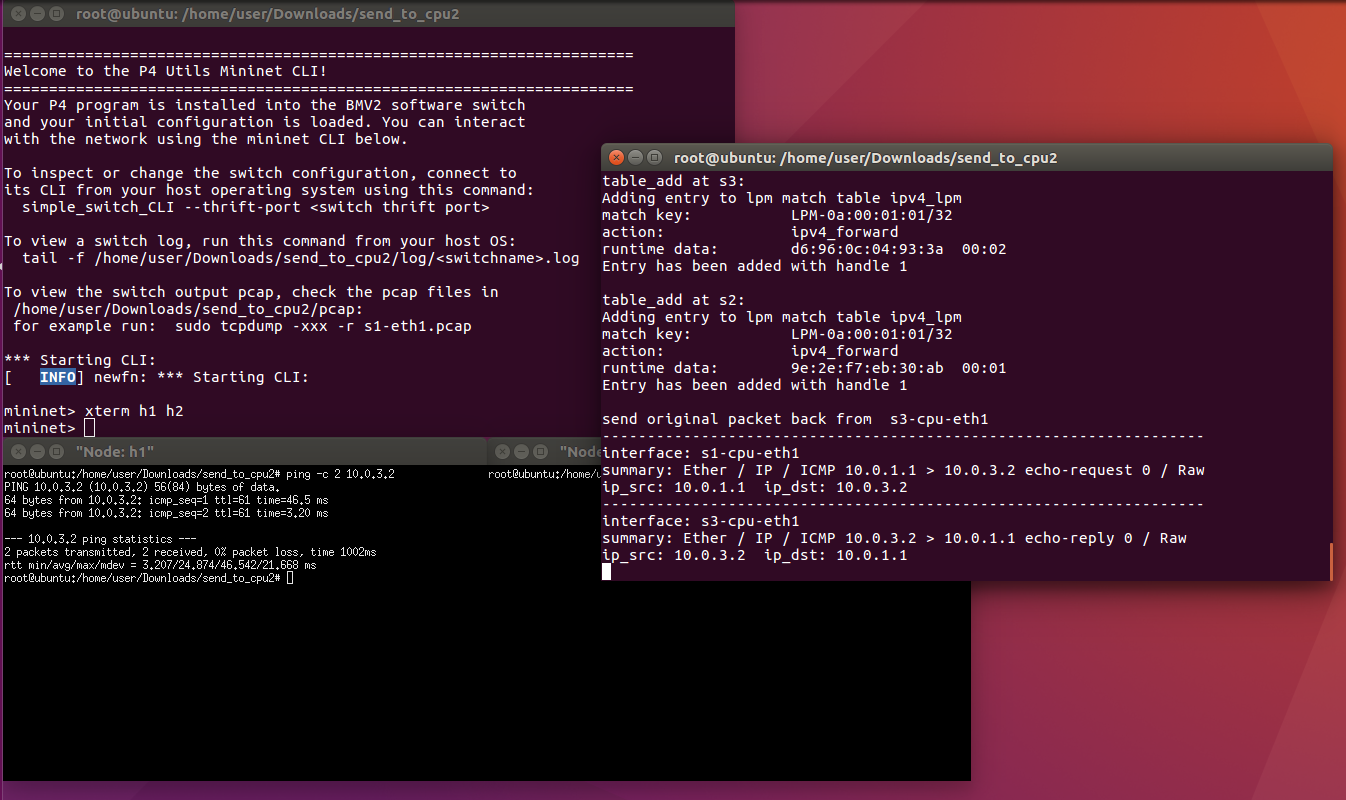 root@ubuntu: /home/user/Downloads/send_to_cpu2
======================================================================
Welcome to the P4 Utils Mininet CLI!
======================================================================
Your P4 program is installed into the BMV2 software switch
and your initial configuration is loaded. You can interact
with the network using the mininet CLI below.
To inspect or change the switch configuration, connect to
its CLI from your host operating system using this command:
simple_switch_CLI --thrift-port <switch thrift port>
To view a switch log, run this command from your host OS:
tail -f /home/user/Downloads/send_to_cpu2/log/<switchname>.log
To view the switch output pcap, check the pcap files in
/home/user/Downloads/send_to_cpu2/pcap:
for example run:  sudo tcpdump -xxx -r s1-eth1.pcap
*** Starting CLI:
[   INFO] newfn: *** Starting CLI:
mininet> xterm h1 h2
mininet>
"Node: h1"
root@ubuntu:/home/user/Downloads/send_to_cpu2# ping -c 2 10.0.3.2
PING 10.0.3.2 (10.0.3.2) 56(84) bytes of data.
64 bytes from 10.0.3.2: icmp_seq=1 ttl=61 time=46.5 ms
64 bytes from 10.0.3.2: icmp_seq=2 ttl=61 time=3.20 ms
--- 10.0.3.2 ping statistics ---
2 packets transmitted, 2 received, 0% packet loss, time 1002ms
rtt min/avg/max/mdev = 3.207/24.874/46.542/21.668 ms
root@ubuntu:/home/user/Downloads/send_to_cpu2#
"Node
root@ubuntu:/home/u
root@ubuntu: /home/user/Downloads/send_to_cpu2
table_add at s3:
Adding entry to lpm match table ipv4_lpm
match key:           LPM-0a:00:01:01/32
action:              ipv4_forward
runtime data:        d6:96:0c:04:93:3a  00:02
Entry has been added with handle 1
table_add at s2:
Adding entry to lpm match table ipv4_lpm
match key:           LPM-0a:00:01:01/32
action:              ipv4_forward
runtime data:        9e:2e:f7:eb:30:ab  00:01
Entry has been added with handle 1
send original packet back from  s3-cpu-eth1
-------------------------------------------------------------------
interface: s1-cpu-eth1
summary: Ether / IP / ICMP 10.0.1.1 > 10.0.3.2 echo-request 0 / Raw
ip_src: 10.0.1.1  ip_dst: 10.0.3.2
-------------------------------------------------------------------
interface: s3-cpu-eth1
summary: Ether / IP / ICMP 10.0.3.2 > 10.0.1.1 echo-reply 0 / Raw
ip_src: 10.0.3.2  ip_dst: 10.0.1.1